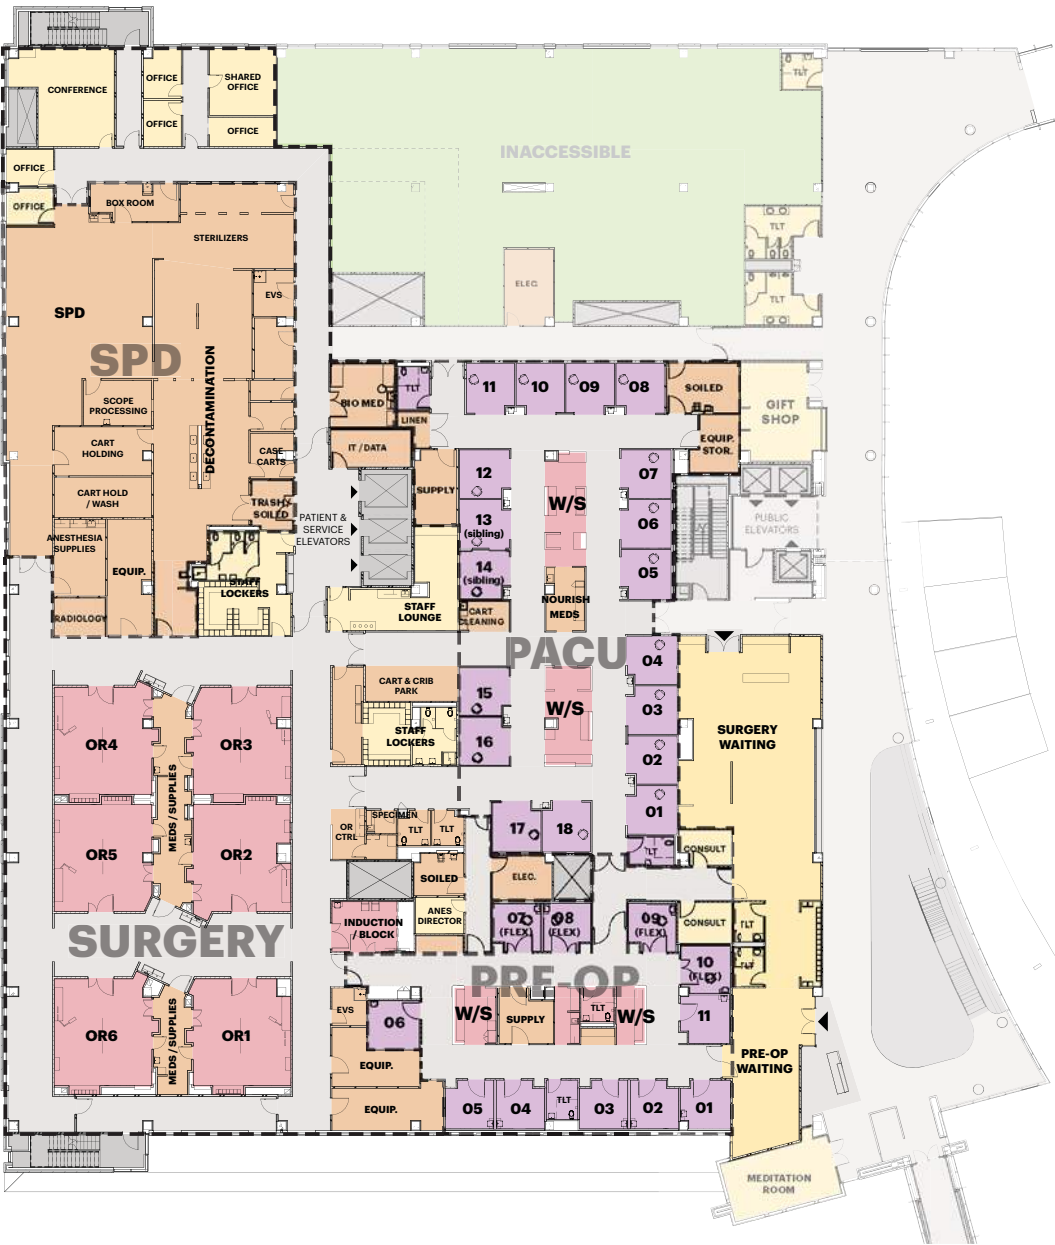 CONFERENCE
OFFICE
SHARED
OFFICE
OFFICE
OFFICE
OFFICE
OFFICE
TLT
INACCESSIBLE
BOX ROOM
STERILIZERS
TLT
TLT
ELEC.
EVS
SPD
SPD
DECONTAMINATION
SCOPE
PROCESSING
CART
HOLDING
CASE
CARTS
CART HOLD
/ WASH
TRASH/
SOILED
ANESTHESIA
SUPPLIES
EQUIP.
RADIOLOGY
STAFF
LOCKERS
BIO MED
TLT
LINEN
IT / DATA
SUPPLY
PATIENT &
SERVICE
ELEVATORS
STAFF
LOUNGE
CART
CLEANING
11
10
09
08
SOILED
EQUIP.
STOR.
GIFT
SHOP
12
13
(sibling)
14
(sibling)
W/S
07
06
05
PUBLIC
ELEVATORS
NOURISH
MEDS
PACU
04
03
02
01
CART & CRIB
PARK
STAFF
LOCKERS
15
16
W/S
SURGERY
WAITING
OR4
OR3
MEDS / SUPPLIES
OR5
OR2
OR
CTRL
SPECIMEN
TLT
TLT
17
18
TLT
CONSULT
SOILED
ELEC.
SURGERY
INDUCTION
/ BLOCK
ANES
DIRECTOR
07
(FLEX)
08
(FLEX)
09
(FLEX)
CONSULT
TLT
TLT
PRE-OP
10
(FLEX)
11
OR6
OR1
MEDS / SUPPLIES
EVS
06
W/S
SUPPLY
TLT
W/S
EQUIP.
PRE-OP
WAITING
EQUIP.
05
04
TLT
03
02
01
MEDITATION
ROOM